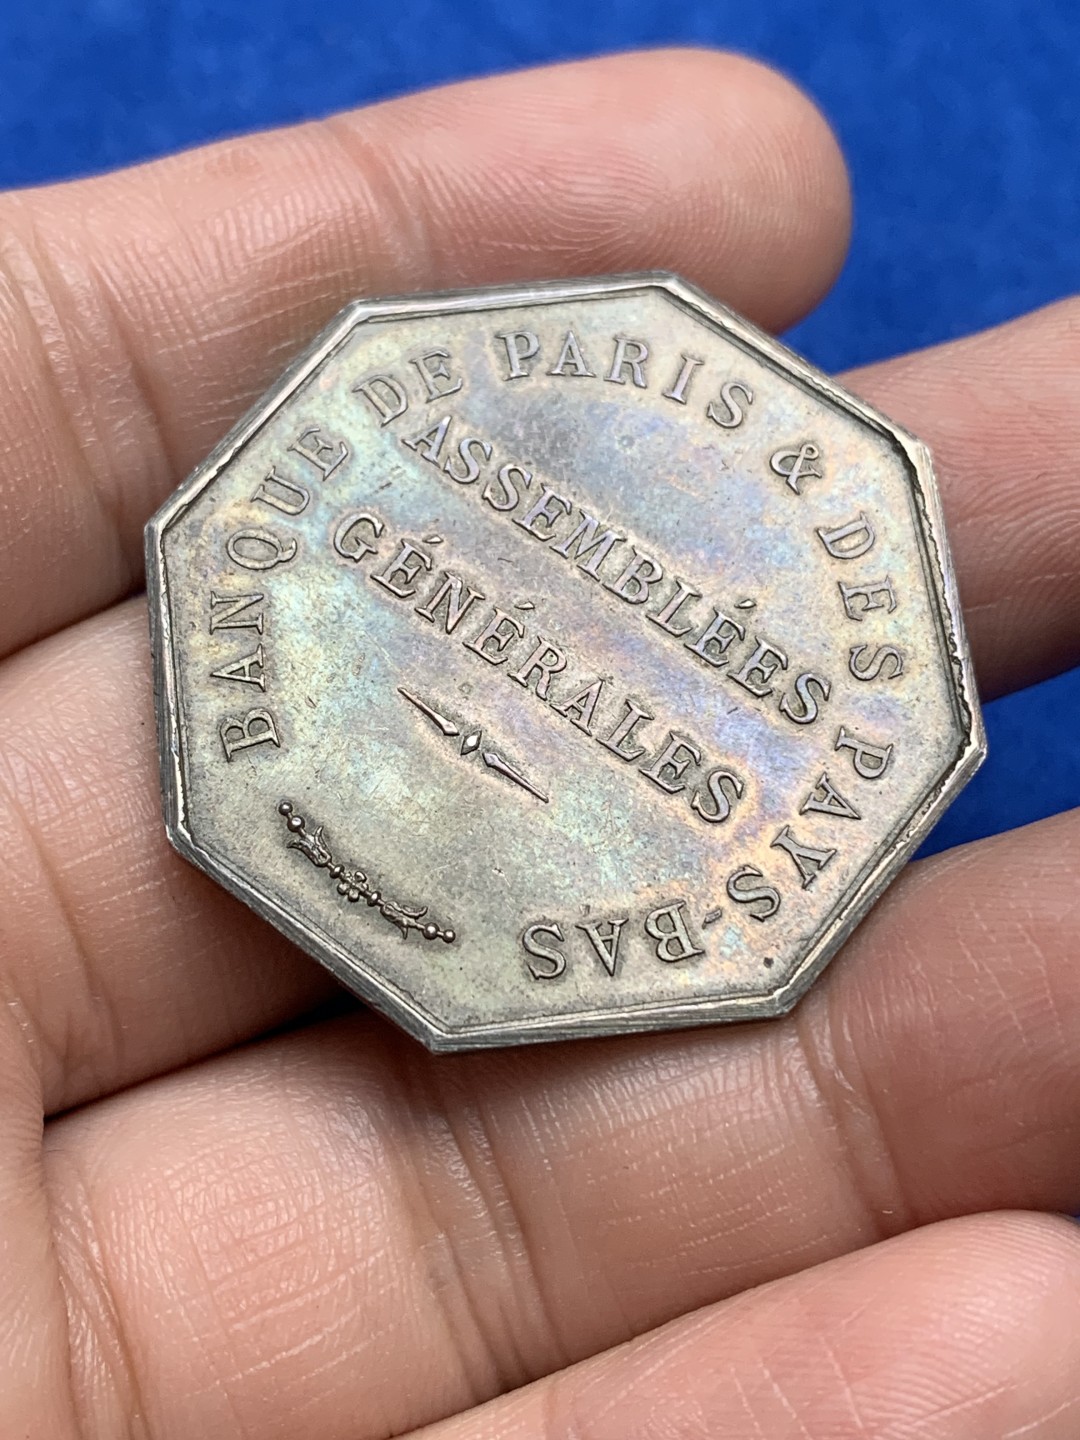 BANQUE DE PARIS & DES PAYS-BAS
ASSEMBLÉES
GÉNÉRALES